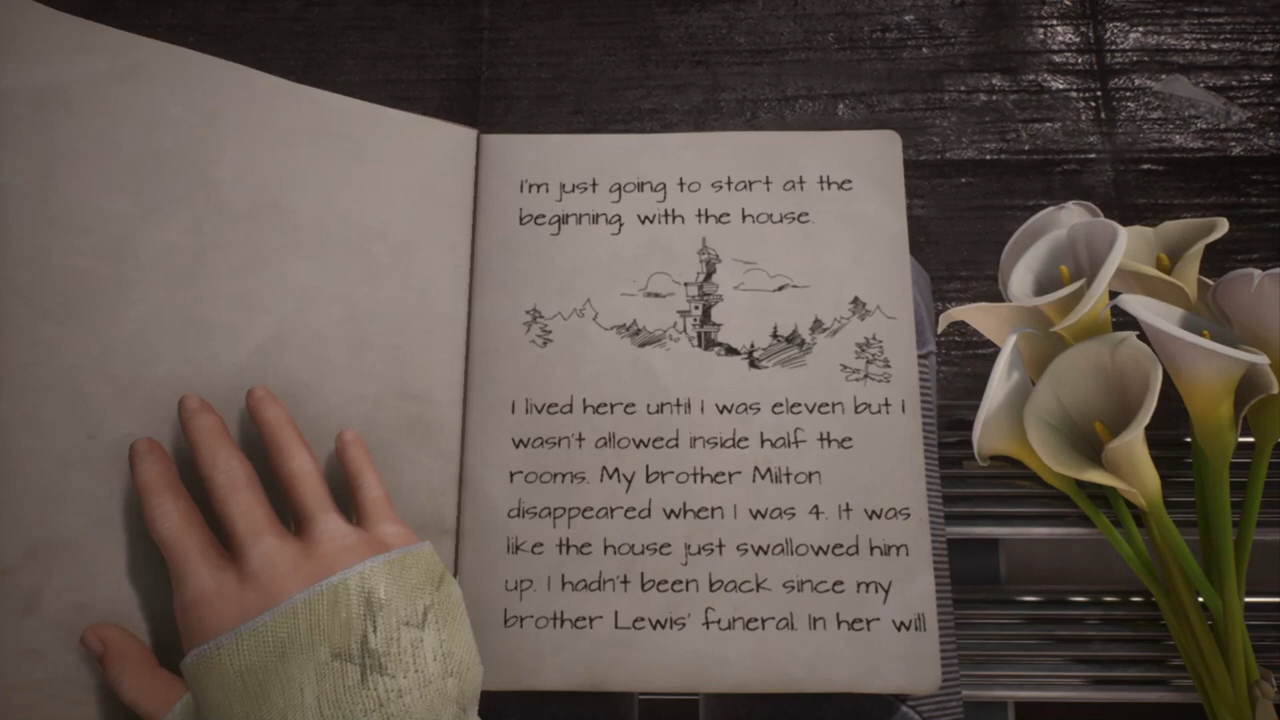 I'm just going to start at the
beginning, with the house.
I lived here until I was eleven but I
wasn't allowed inside half the
rooms. My brother Milton
disappeared when I was 4. It was
like the house just swallowed him
up. I hadn't been back since my
brother Lewis' funeral. In her will